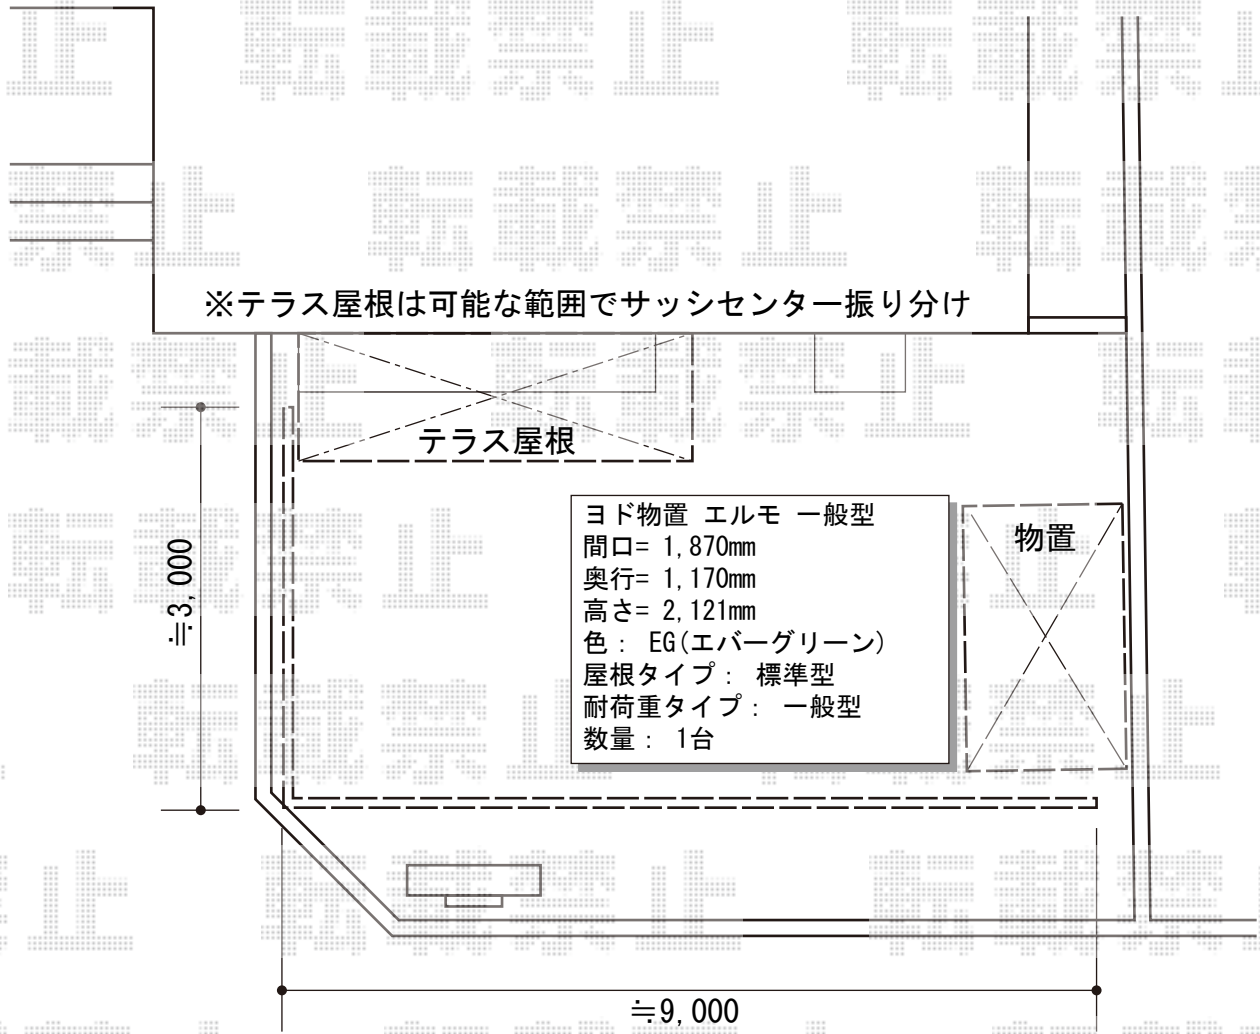 ※テラス屋根は可能な範囲でサッシセンター振り分け
テラス屋根
ヨド物置 エルモ 一般型
間口= 1,870mm
奥行= 1,170mm
高さ= 2,121mm
色： EG(エバーグリーン)
屋根タイプ： 標準型
耐荷重タイプ： 一般型
数量： 1台
物置
≒3,000
≒9,000
転載禁止